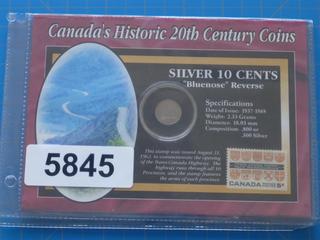 Canada's Historic 20th Century Coins
SILVER 10 CENTS
"Bluenose" Reverse
Specifications
Date of Issue: 1937-1968
Weight: 2.33 Grams
Diameter: 18.03 mm
Composition: .800 or
.500 Silver
This stamp was issued August 31,
1962, to commemorate the opening
of the Trans-Canada Highway. The
highway runs through all 10
Provinces, and the stamp features
the arms of each province.
5845
CANADA
5¢